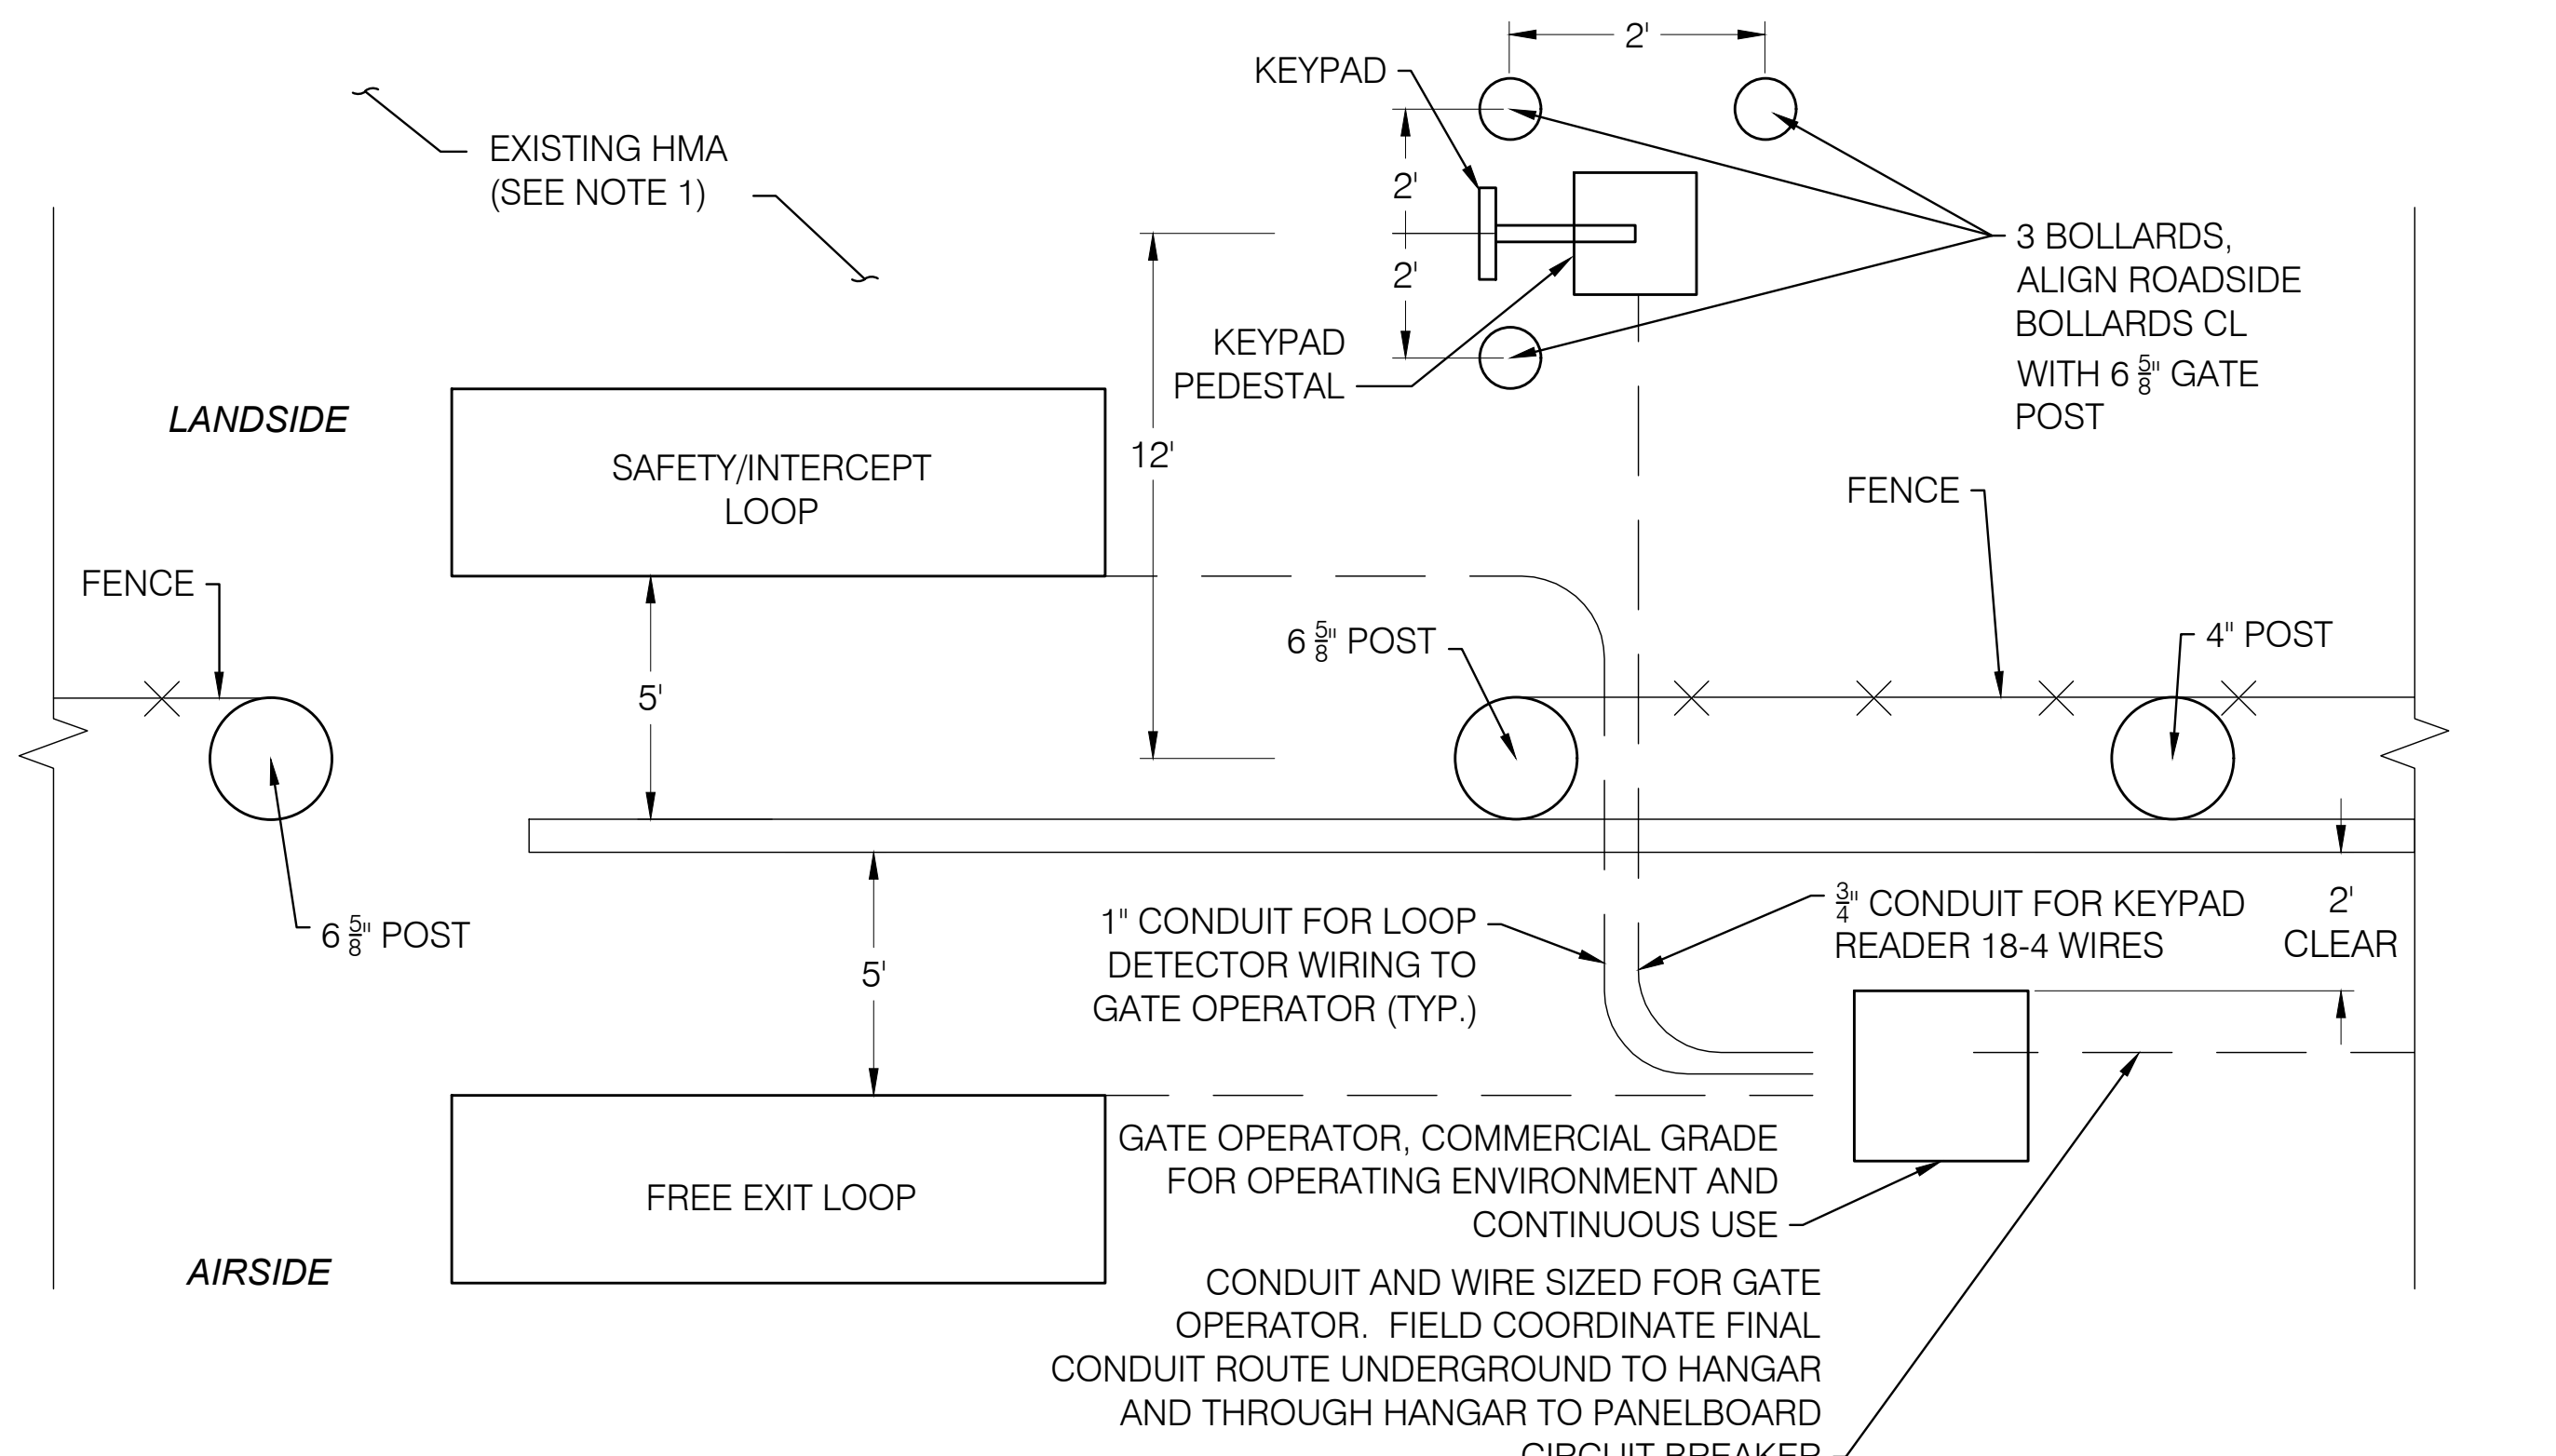 2'
KEYPAD
EXISTING HMA
(SEE NOTE 1)
2'
2'
3 BOLLARDS,
ALIGN ROADSIDE
BOLLARDS CL
WITH 6 5/8" GATE
POST
KEYPAD
PEDESTAL
LANDSIDE
SAFETY/INTERCEPT
LOOP
12'
FENCE
FENCE
5'
6 5/8" POST
4" POST
6 5/8" POST
5'
1" CONDUIT FOR LOOP
DETECTOR WIRING TO
GATE OPERATOR (TYP.)
3/4" CONDUIT FOR KEYPAD
READER 18-4 WIRES
2'
CLEAR
GATE OPERATOR, COMMERCIAL GRADE
FOR OPERATING ENVIRONMENT AND
CONTINUOUS USE
FREE EXIT LOOP
AIRSIDE
CONDUIT AND WIRE SIZED FOR GATE
OPERATOR.  FIELD COORDINATE FINAL
CONDUIT ROUTE UNDERGROUND TO HANGAR
AND THROUGH HANGAR TO PANELBOARD
CIRCUIT BREAKER